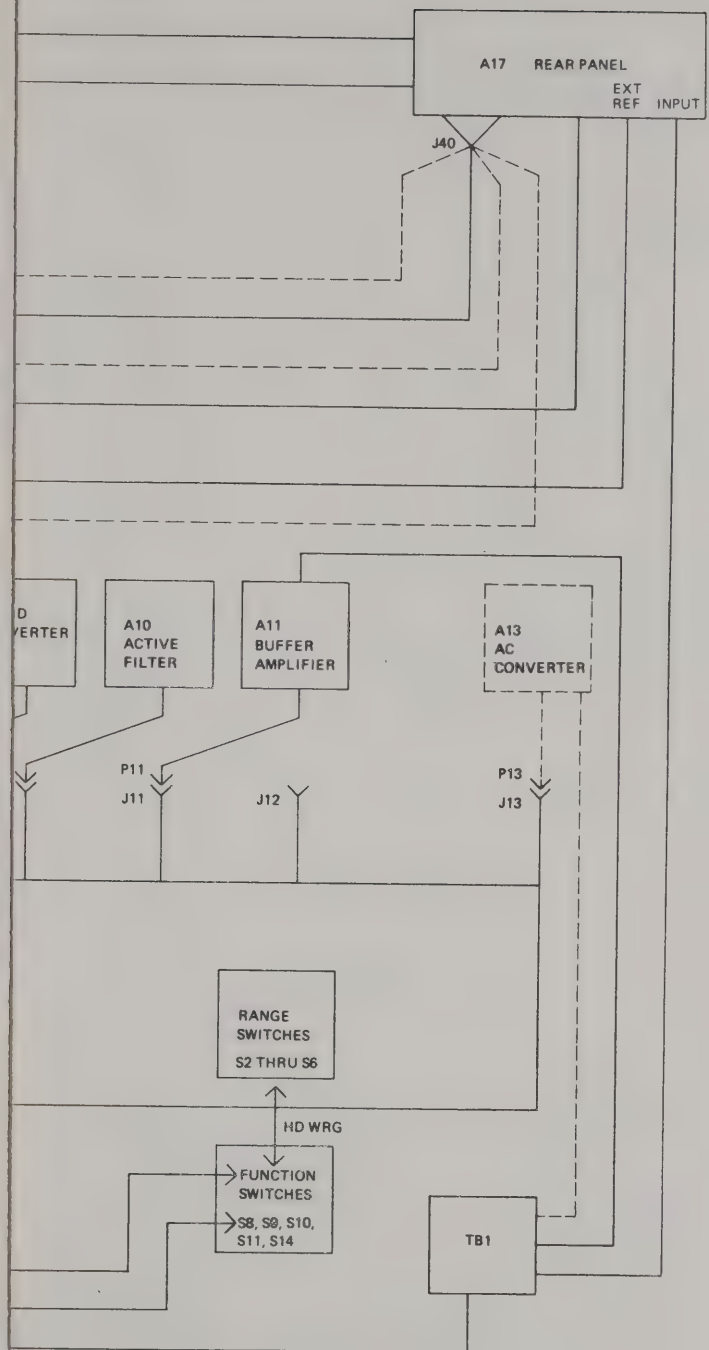 A17 REAR PANEL
EXT
REF INPUT
J40
D
VERTER
A10
ACTIVE
FILTER
A11
BUFFER
AMPLIFIER
A13
AC
CONVERTER
P11
J11
J12
P13
J13
RANGE
SWITCHES
S2 THRU S6
HD WRG
FUNCTION
SWITCHES
S8, S9, S10,
S11, S14
TB1